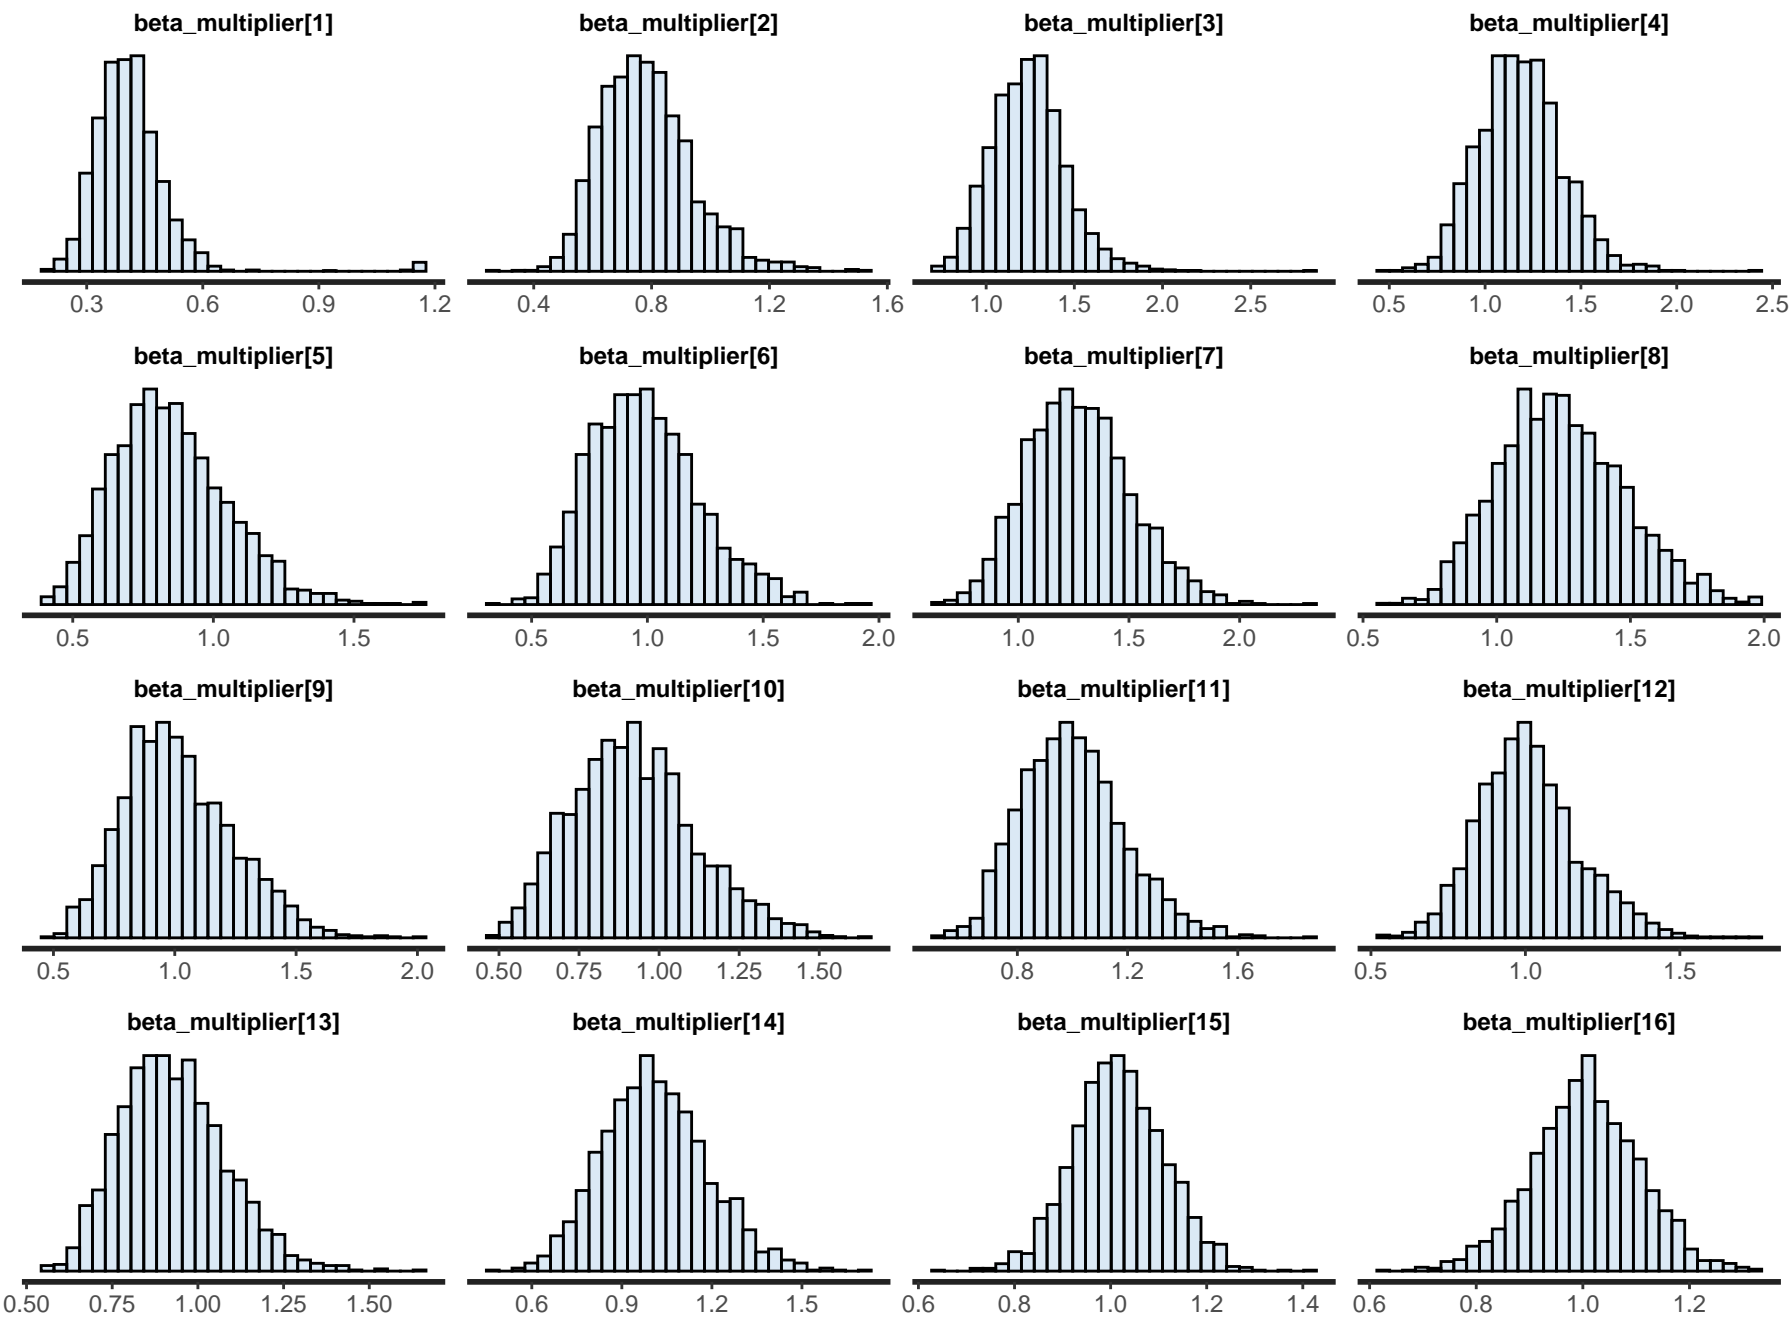 beta_multiplier[1] beta_multiplier[2] beta_multiplier[3] beta_multiplier[4]
0.3 0.6 0.9 1.2 0.4 0.8 1.2 1.6 1.0 1.5 2.0 2.5 0.5 1.0 1.5 2.0 2.5
beta_multiplier[5] beta_multiplier[6] beta_multiplier[7] beta_multiplier[8]
0.5 1.0 1.5 0.5 1.0 1.5 2.0 1.0 1.5 2.0 0.5 1.0 1.5 2.0
beta_multiplier[9] beta_multiplier[10] beta_multiplier[11] beta_multiplier[12]
0.5 1.0 1.5 2.0 0.50 0.75 1.00 1.25 1.50 0.8 1.2 1.6 0.5 1.0 1.5
beta_multiplier[13] beta_multiplier[14] beta_multiplier[15] beta_multiplier[16]
0.50 0.75 1.00 1.25 1.50 0.6 0.9 1.2 1.5 0.6 0.8 1.0 1.2 1.4 0.6 0.8 1.0 1.2